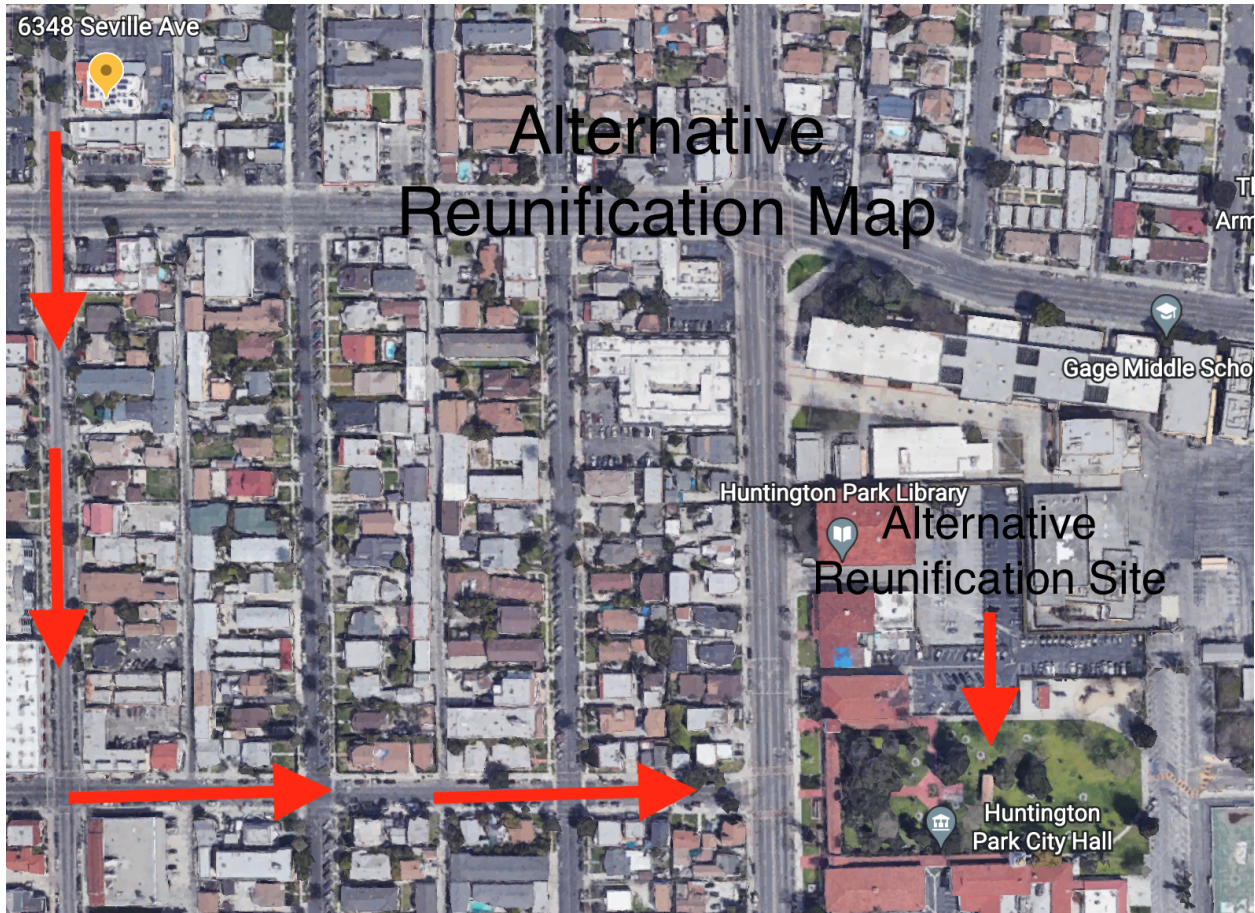 6348 Seville Ave
Alternative
Reunification Map
Gage Middle Scho
Huntington Park Library
Alternative
Reunification Site
Huntington
Park City Hall